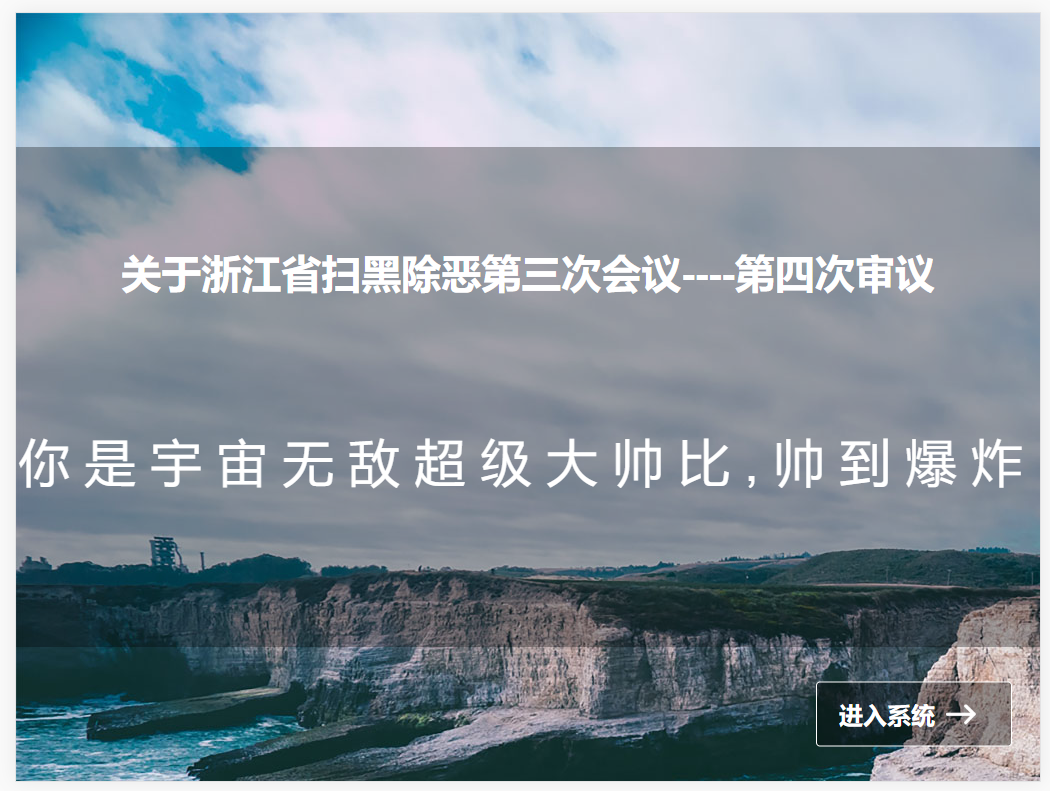 关于浙江省扫黑除恶第三次会议----第四次审议
你是宇宙无敌超级大帅比,帅到爆炸
进入系统